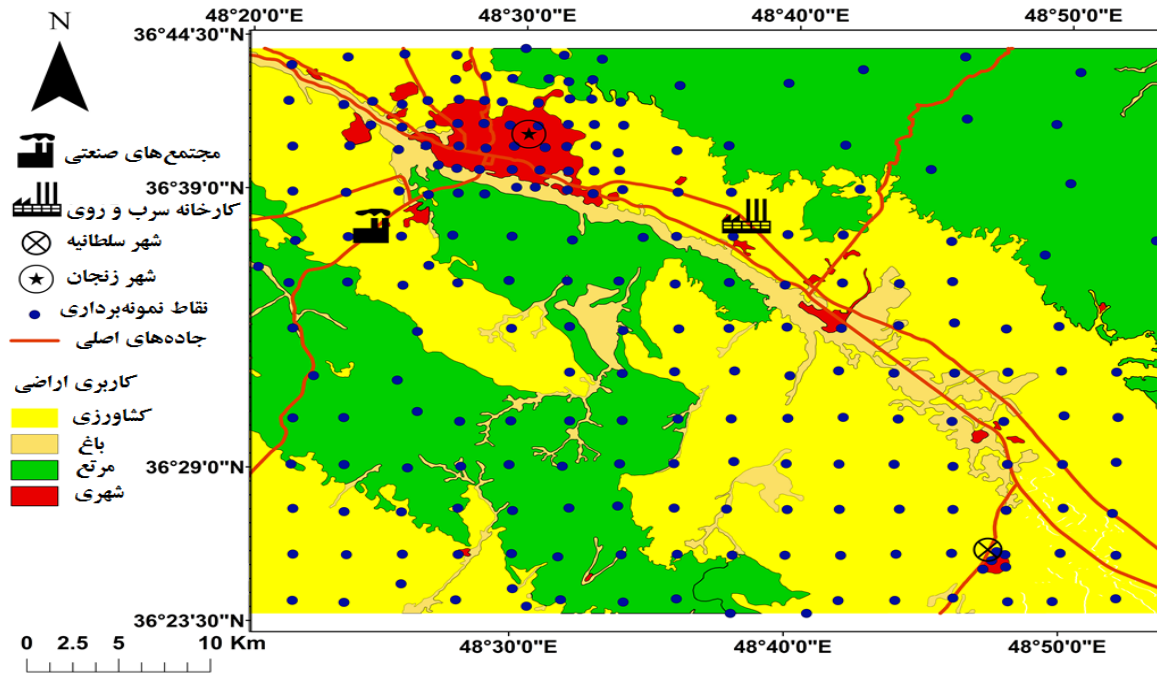 48°20'0"E 48°30'0"E 48°40'0"E 48°50'0"E
36°44'30"N
36°39'0"N
36°29'0"N
36°23'30"N
N
مجتمع‌های صنعتی
کارخانه سرب و روی
شهر سلطانیه
شهر زنجان
نقاط نمونه‌برداری
جاده‌های اصلی
کاربری اراضی
کشاورزی
باغ
مرتع
شهری
0 2.5 5 10 Km
48°30'0"E 48°40'0"E 48°50'0"E